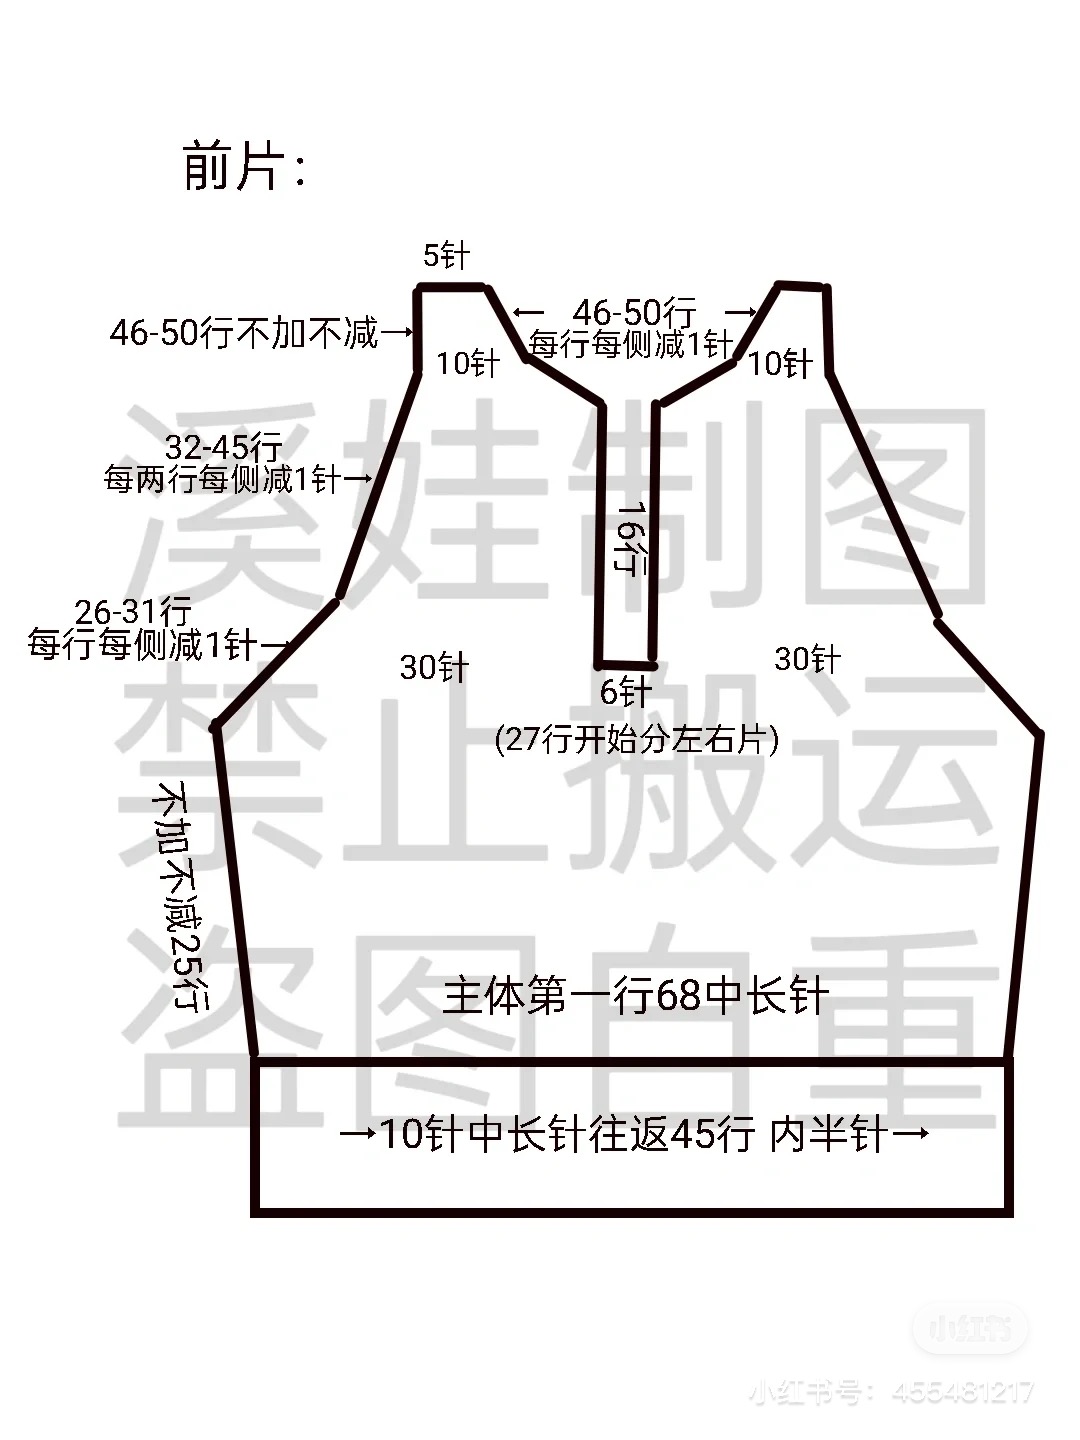 前片：
5针
46-50行不加不减→
← 46-50行 →
每行每侧减1针
10针
10针
32-45行
每两行每侧减1针→
16行
26-31行
每行每侧减1针→
30针
30针
6针
(27行开始分左右片)
不加不减25行
主体第一行68中长针
→10针中长针往返45行 内半针→
溪娃制图
禁止搬运
盗图自重
小红书
小红书号：455481217